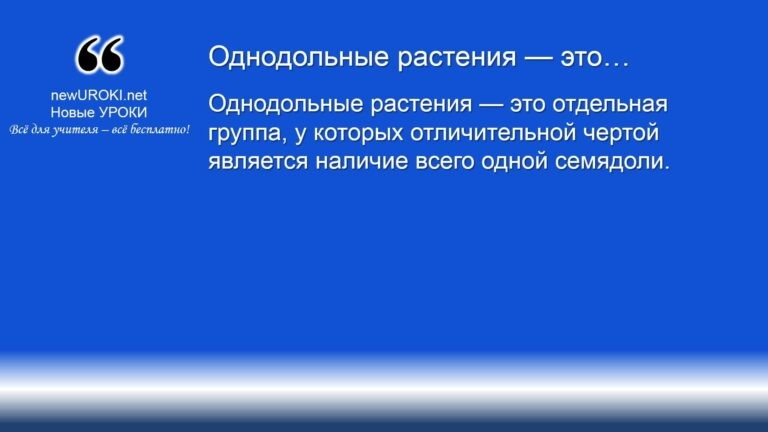 newUROKI.net
Новые УРОКИ
Всё для учителя – всё бесплатно!
Однодольные растения — это…
Однодольные растения — это отдельная
группа, у которых отличительной чертой
является наличие всего одной семядоли.